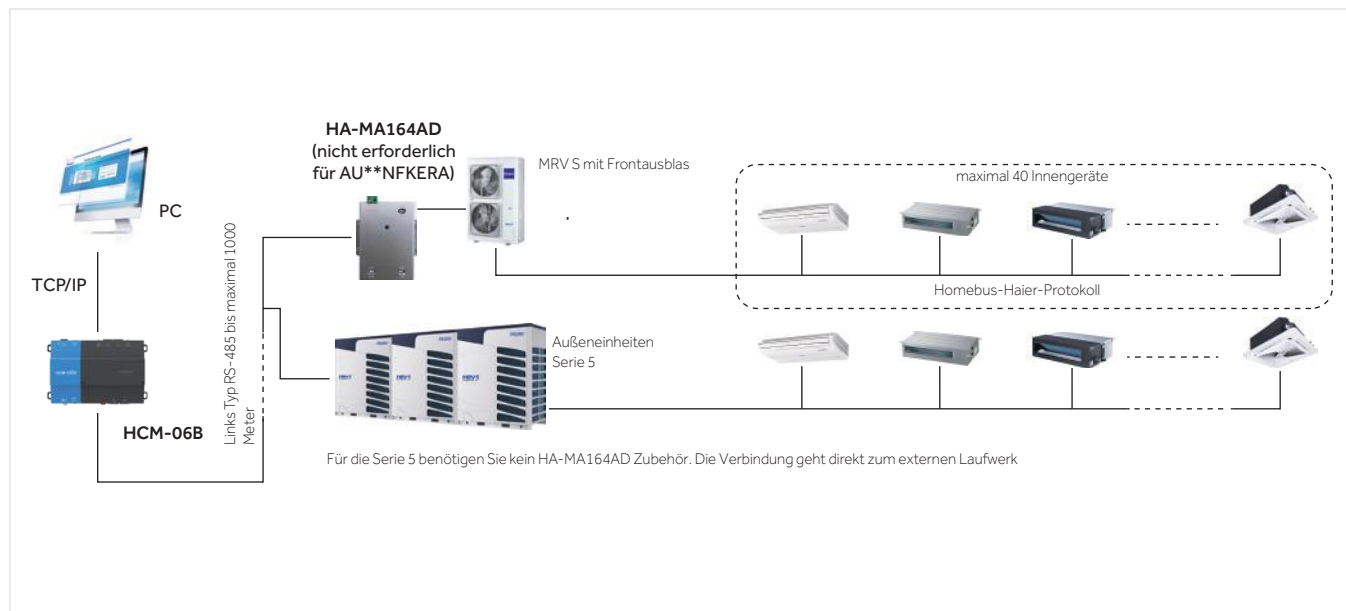 HA-MA164AD
(nicht erforderlich
für AU**NFKERA)
MRV S mit Frontausblas
maximal 40 Innengeräte
PC
TCP/IP
Links Typ RS-485 bis maximal 1000
Meter
Homebus-Haier-Protokoll
Außeneinheiten
Serie 5
HCM-06B
Für die Serie 5 benötigen Sie kein HA-MA164AD Zubehör. Die Verbindung geht direkt zum externen Laufwerk